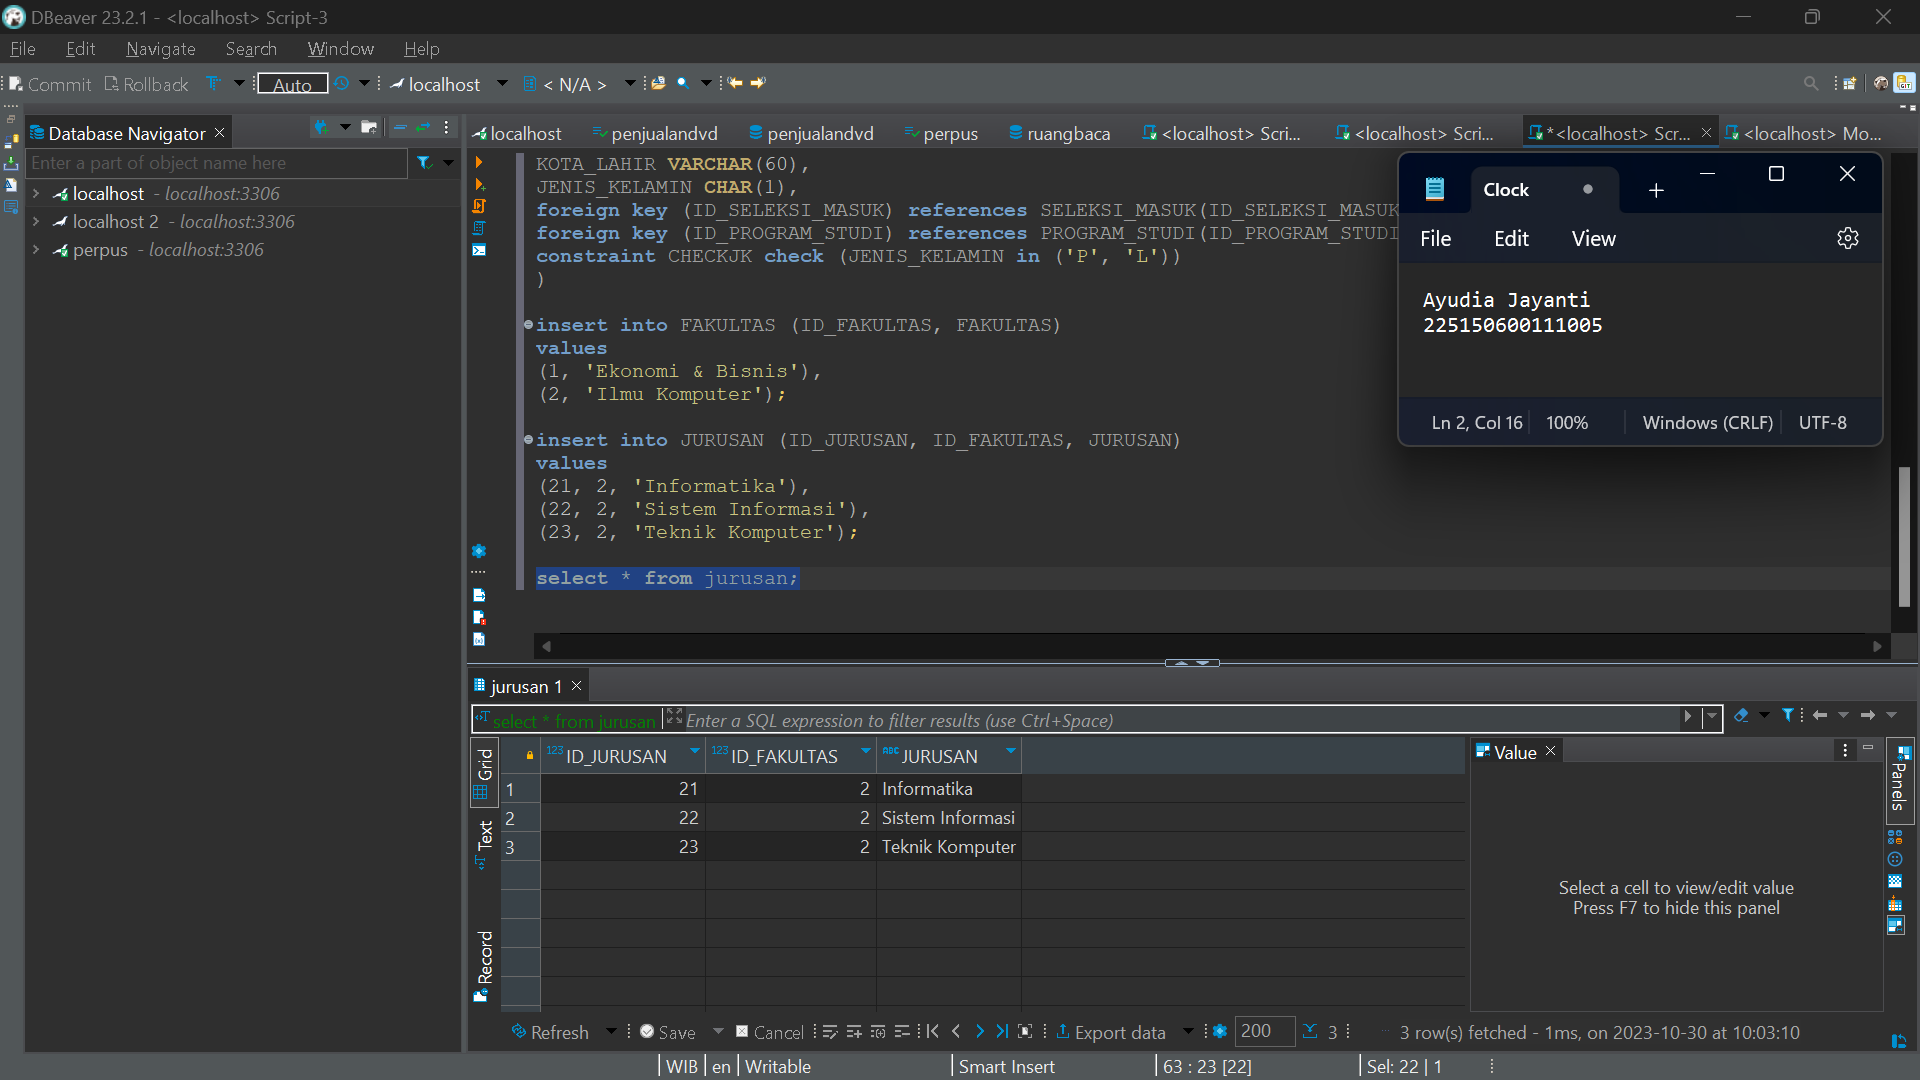 DBeaver 23.2.1 - <localhost> Script-3
File Edit Navigate Search Window Help
Commit Rollback Auto localhost < N/A >
Database Navigator
Enter a part of object name here
localhost - localhost:3306
localhost 2 - localhost:3306
perpus - localhost:3306
localhost penjualandvd penjualandvd perpus ruangbaca <localhost> Scri... <localhost> Scri... *<localhost> Scr... <localhost> Mo...
KOTA_LAHIR VARCHAR(60),
JENIS_KELAMIN CHAR(1),
foreign key (ID_SELEKSI_MASUK) references SELEKSI_MASUK(ID_SELEKSI_MASUK
foreign key (ID_PROGRAM_STUDI) references PROGRAM_STUDI(ID_PROGRAM_STUDI
constraint CHECKJK check (JENIS_KELAMIN in ('P', 'L'))
)
insert into FAKULTAS (ID_FAKULTAS, FAKULTAS)
values
(1, 'Ekonomi & Bisnis'),
(2, 'Ilmu Komputer');
insert into JURUSAN (ID_JURUSAN, ID_FAKULTAS, JURUSAN)
values
(21, 2, 'Informatika'),
(22, 2, 'Sistem Informasi'),
(23, 2, 'Teknik Komputer');
select * from jurusan;
Clock
File Edit View
Ayudia Jayanti
225150600111005
Ln 2, Col 16 100% Windows (CRLF) UTF-8
jurusan 1
select * from jurusan Enter a SQL expression to filter results (use Ctrl+Space)
Grid
Text
Record
123 ID_JURUSAN 123 ID_FAKULTAS ABC JURUSAN
1 21 2 Informatika
2 22 2 Sistem Informasi
3 23 2 Teknik Komputer
Value
Select a cell to view/edit value
Press F7 to hide this panel
Panels
Refresh Save Cancel Export data 200 3 3 row(s) fetched - 1ms, on 2023-10-30 at 10:03:10
WIB en Writable Smart Insert 63 : 23 [22] Sel: 22 | 1